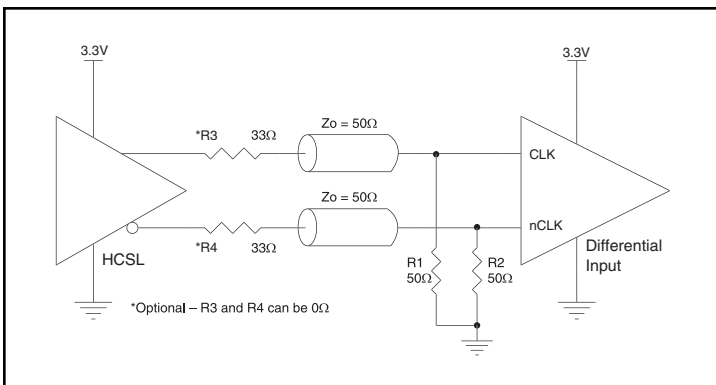 3.3V
3.3V
*R3 33Ω
Zo = 50Ω
CLK
Zo = 50Ω
nCLK
*R4 33Ω
HCSL
R1
50Ω
R2
50Ω
Differential
Input
*Optional – R3 and R4 can be 0Ω